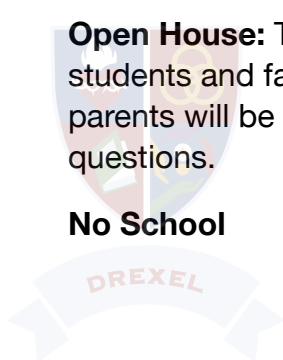 Open House:
students and
parents will be
questions.
No School
DREXEL